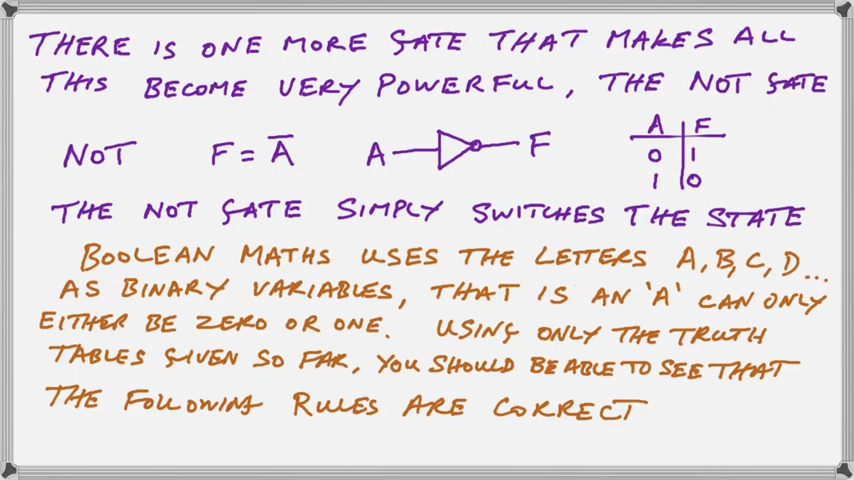 THERE IS ONE MORE GATE THAT MAKES ALL
THIS BECOME VERY POWERFUL, THE NOT GATE
NOT F = A̅ A F
A F
0 1
1 0
THE NOT GATE SIMPLY SWITCHES THE STATE
BOOLEAN MATHS USES THE LETTERS A, B, C, D...
AS BINARY VARIABLES, THAT IS AN 'A' CAN ONLY
EITHER BE ZERO OR ONE. USING ONLY THE TRUTH
TABLES GIVEN SO FAR, YOU SHOULD BE ABLE TO SEE THAT
THE FOLLOWING RULES ARE CORRECT